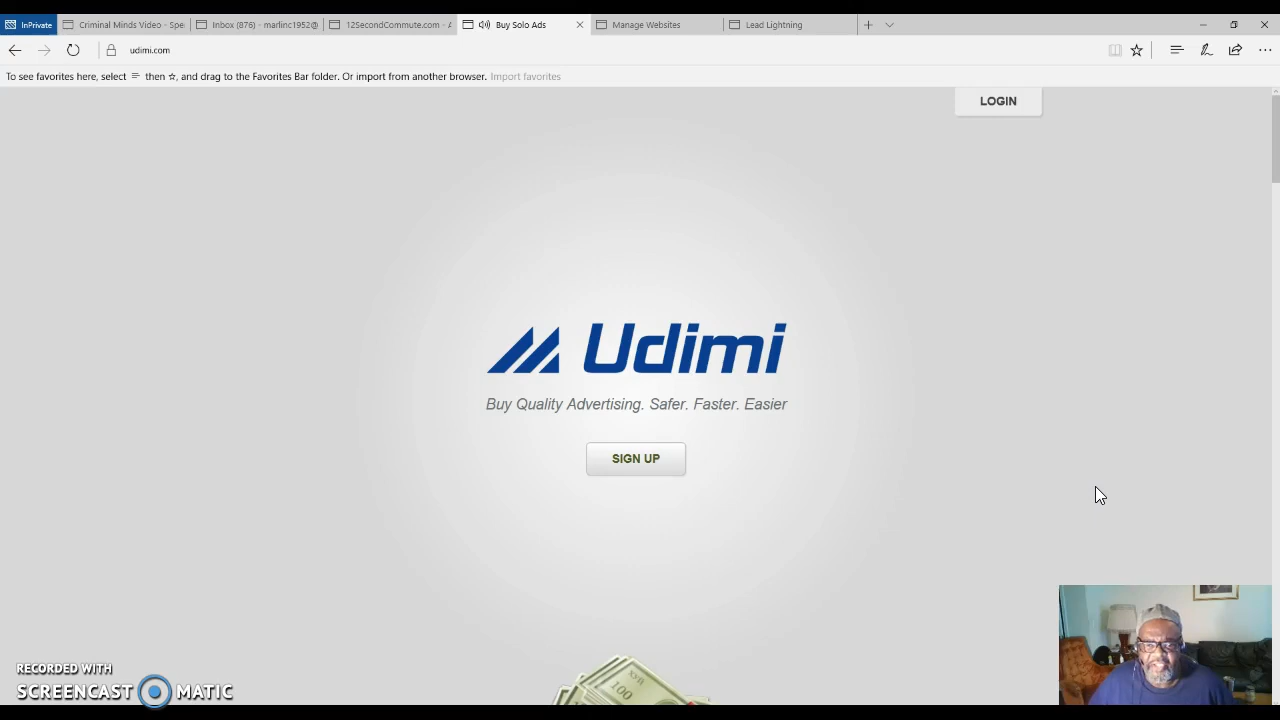 InPrivate
Criminal Minds Video - Spe
Inbox (876) - marlinc1952@
12SecondCommute.com - A
Buy Solo Ads
Manage Websites
Lead Lightning
udimi.com
To see favorites here, select then ☆, and drag to the Favorites Bar folder. Or import from another browser. Import favorites
LOGIN
Udimi
Buy Quality Advertising. Safer. Faster. Easier
SIGN UP
100
RECORDED WITH
SCREENCAST MATIC